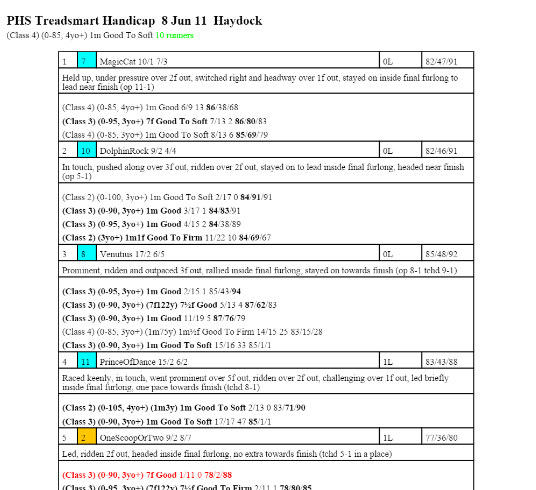 PHS Treadsmart Handicap 8 Jun 11 Haydock
(Class 4) (0-85, 4yo+) 1m Good To Soft 10 runners
1 7 MagicCat 10/1 7/3 0L 82/47/91
Held up, under pressure over 2f out, switched right and headway over 1f out, stayed on inside final furlong to
lead near finish (op 11-1)
(Class 4) (0-85, 4yo+) 1m Good 6/9 13 86/38/68
(Class 3) (0-95, 3yo+) 7f Good To Soft 7/13 2 86/80/83
(Class 4) (0-85, 3yo+) 1m Good To Soft 8/13 6 85/69/79
2 10 DolphinRock 9/2 4/4 0L 82/46/91
In touch, pushed along over 3f out, ridden over 2f out, stayed on to lead inside final furlong, headed near finish
(op 5-1)
(Class 2) (0-100, 3yo+) 1m Good To Soft 2/17 0 84/91/91
(Class 3) (0-90, 3yo+) 1m Good 3/17 1 84/83/91
(Class 3) (0-95, 3yo+) 1m Good 4/15 2 84/38/89
(Class 2) (3yo+) 1m1f Good To Firm 11/22 10 84/69/67
3 8 Venutius 17/2 6/5 0L 85/48/92
Prominent, ridden and outpaced 3f out, rallied inside final furlong, stayed on towards finish (op 8-1 tchd 9-1)
(Class 3) (0-95, 3yo+) 1m Good 2/15 1 85/43/94
(Class 3) (0-90, 3yo+) (7f122y) 7½f Good 5/13 4 87/62/83
(Class 3) (0-90, 3yo+) 1m Good 11/19 5 87/76/79
(Class 4) (0-85, 3yo+) (1m75y) 1m½f Good To Firm 14/15 25 83/15/28
(Class 3) (0-90, 3yo+) 1m Good To Soft 15/16 33 85/1/1
4 11 PrinceOfDance 15/2 6/2 1L 83/43/88
Raced keenly, in touch, went prominent over 5f out, ridden over 2f out, challenging over 1f out, led briefly
inside final furlong, one pace towards finish (tchd 8-1)
(Class 2) (0-105, 4yo+) (1m3y) 1m Good To Soft 2/13 0 83/71/90
(Class 3) (0-95, 4yo+) 1m Good To Soft 17/17 47 85/1/1
5 2 OneScoopOrTwo 9/2 8/7 1L 77/36/80
Led, ridden 2f out, headed inside final furlong, no extra towards finish (tchd 5-1 in a place)
(Class 3) (0-90, 3yo+) 7f Good 1/11 0 78/2/88
(Class 3) (0-95, 3yo+) (7f122y) 7½f Good To Firm 2/11 1 78/80/85